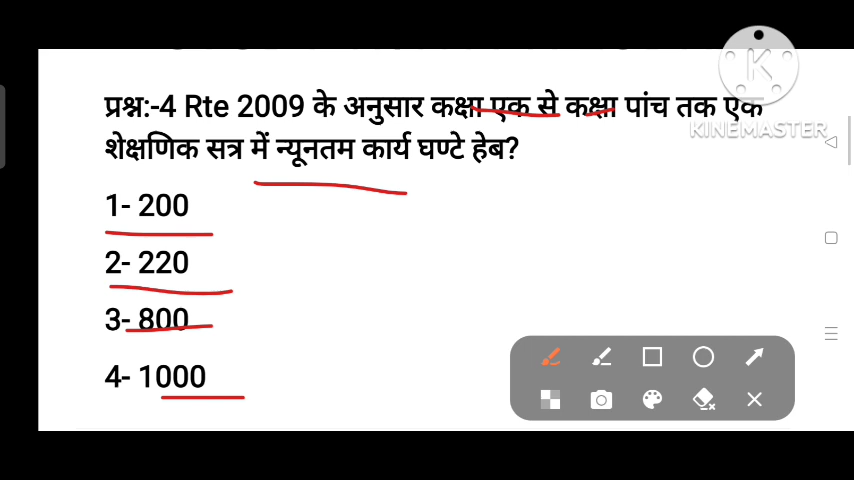 प्रश्न:-4 Rte 2009 के अनुसार कक्षा एक से कक्षा पांच तक एक
शेक्षणिक सत्र में न्यूनतम कार्य घण्टे हेब?
1- 200
2- 220
3- 800
4- 1000
K
KINEMASTER